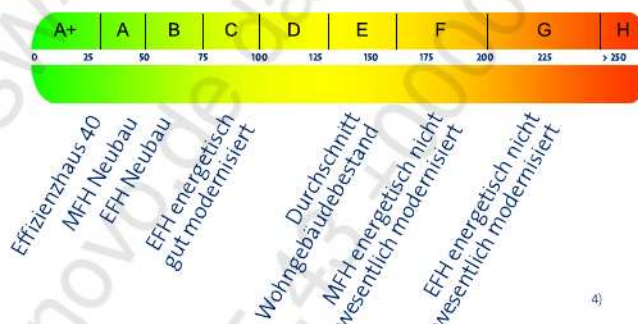 A+ A B C D E F G H
0 25 50 75 100 125 150 175 200 225 > 250
Effizienzhaus 40
MFH Neubau
EFH Neubau
EFH energetisch
gut modernisiert
Durchschnitt
Wohngebäudebestand
MFH energetisch nicht
wesentlich modernisiert
EFH energetisch nicht
wesentlich modernisiert
4)